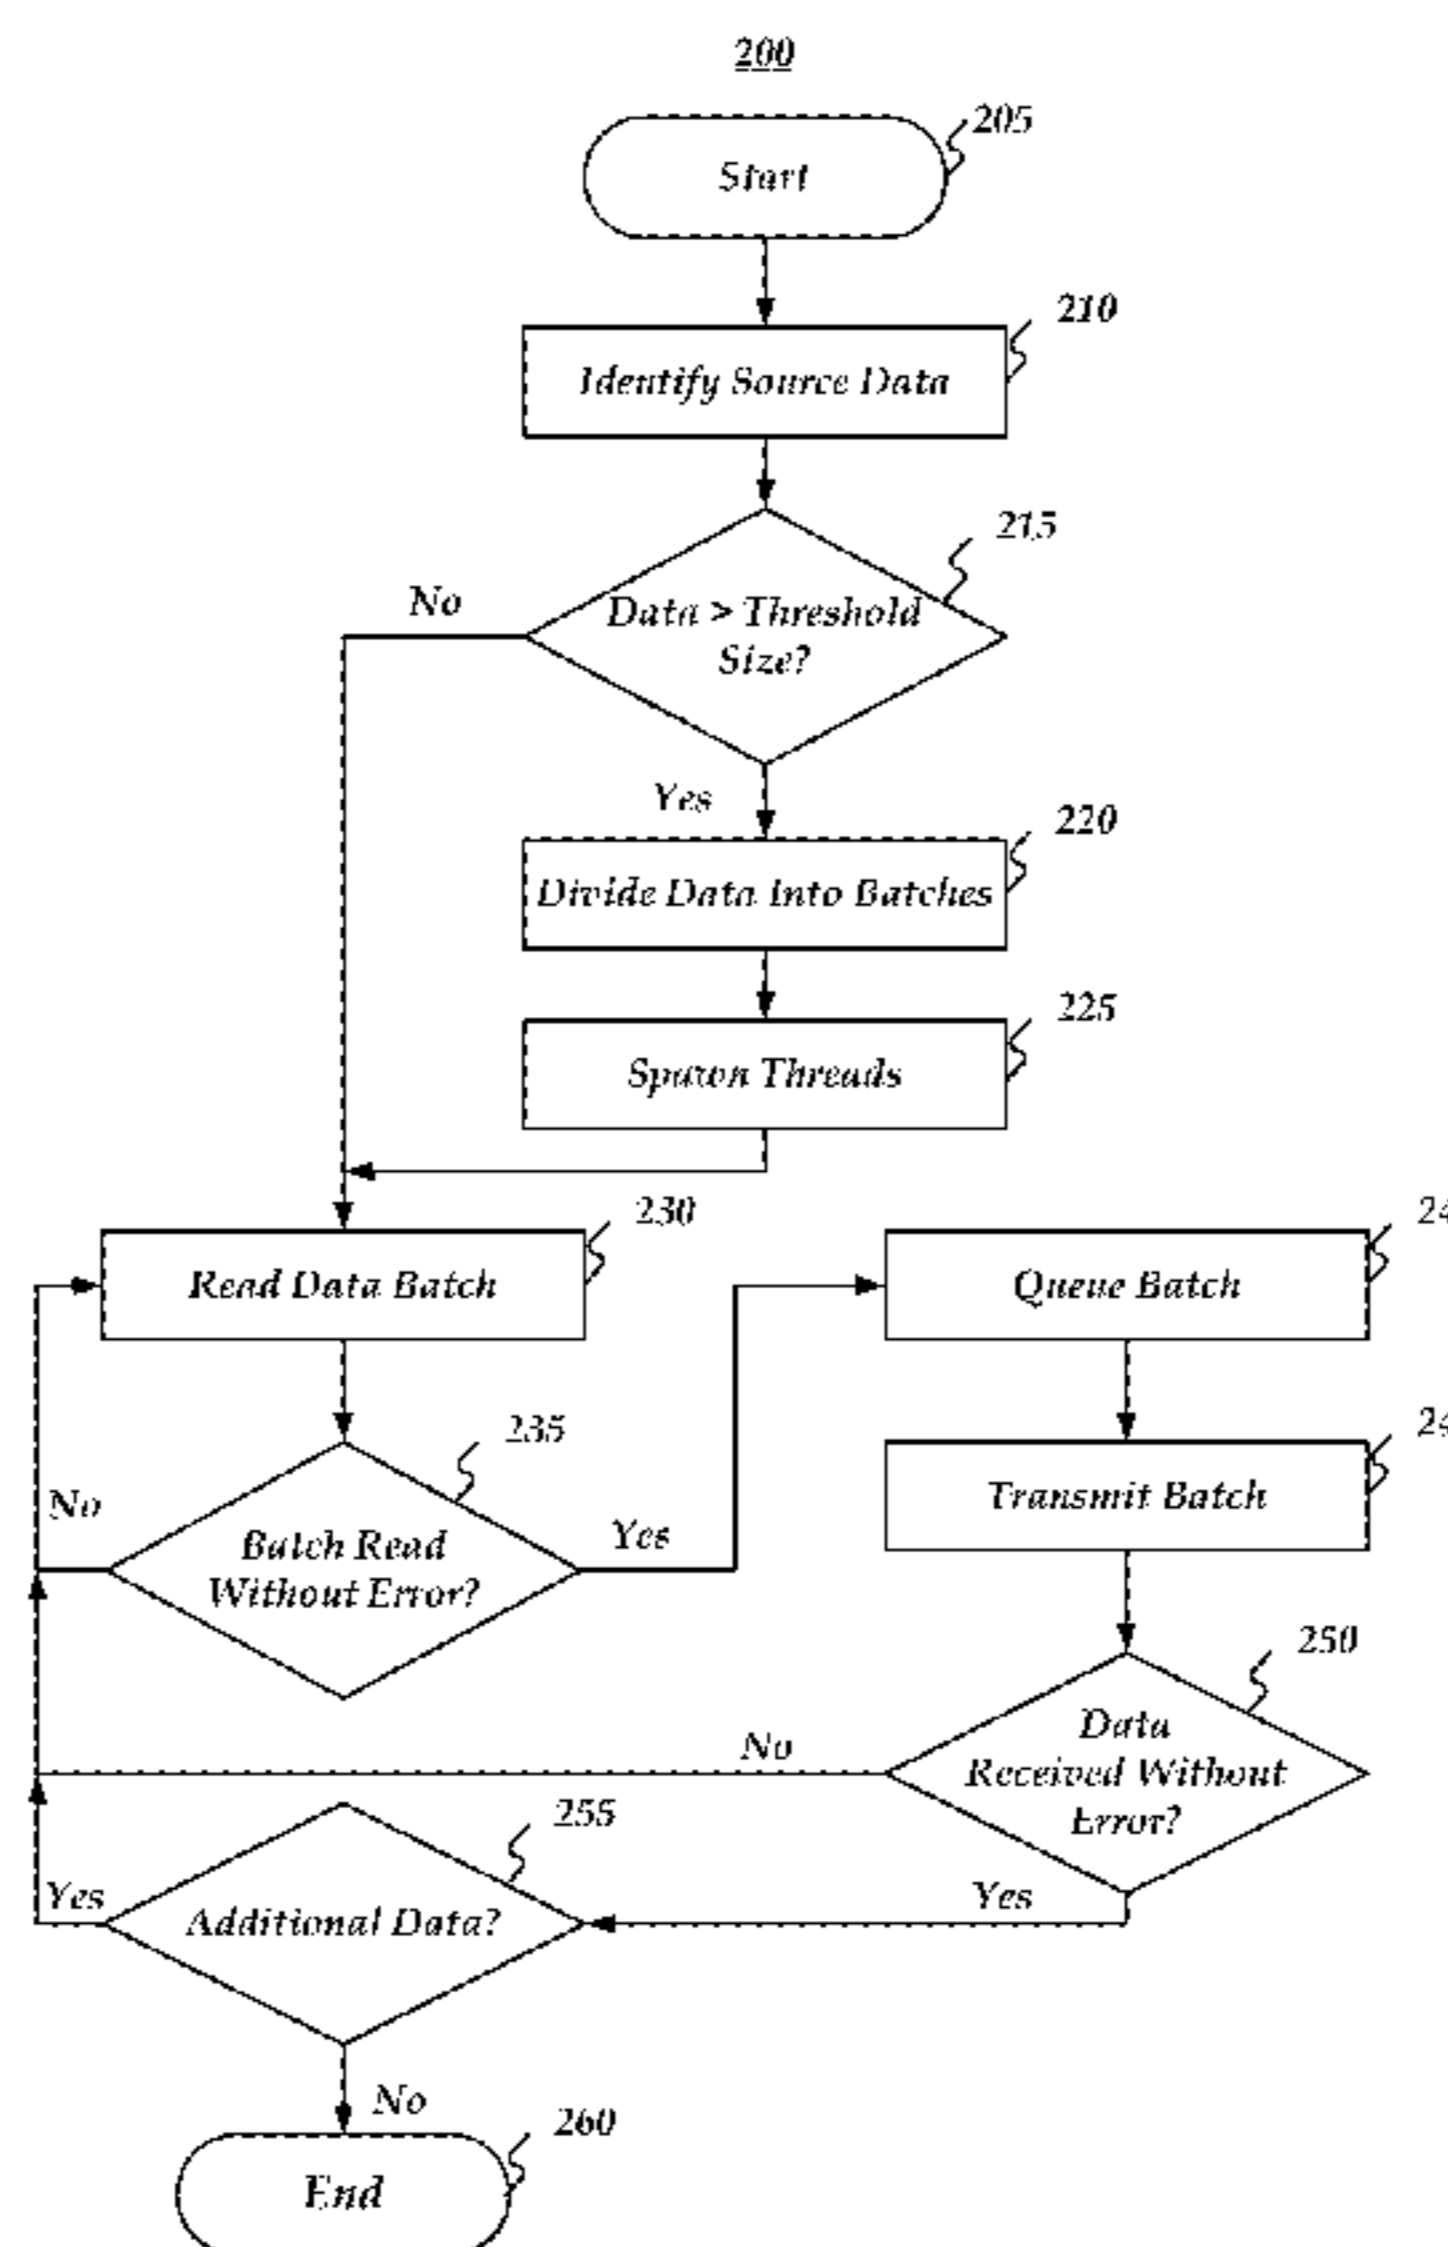 200
205
Start
210
Identify Source Data
215
No
Data > Threshold
Size?
Yes
220
Divide Data Into Batches
225
Spawn Threads
230
24
Read Data Batch
Queue Batch
235
24
No
Transmit Batch
Batch Read
Without Error?
Yes
250
Data
Received Without
Error?
No
255
Yes
Additional Data?
Yes
No
260
End